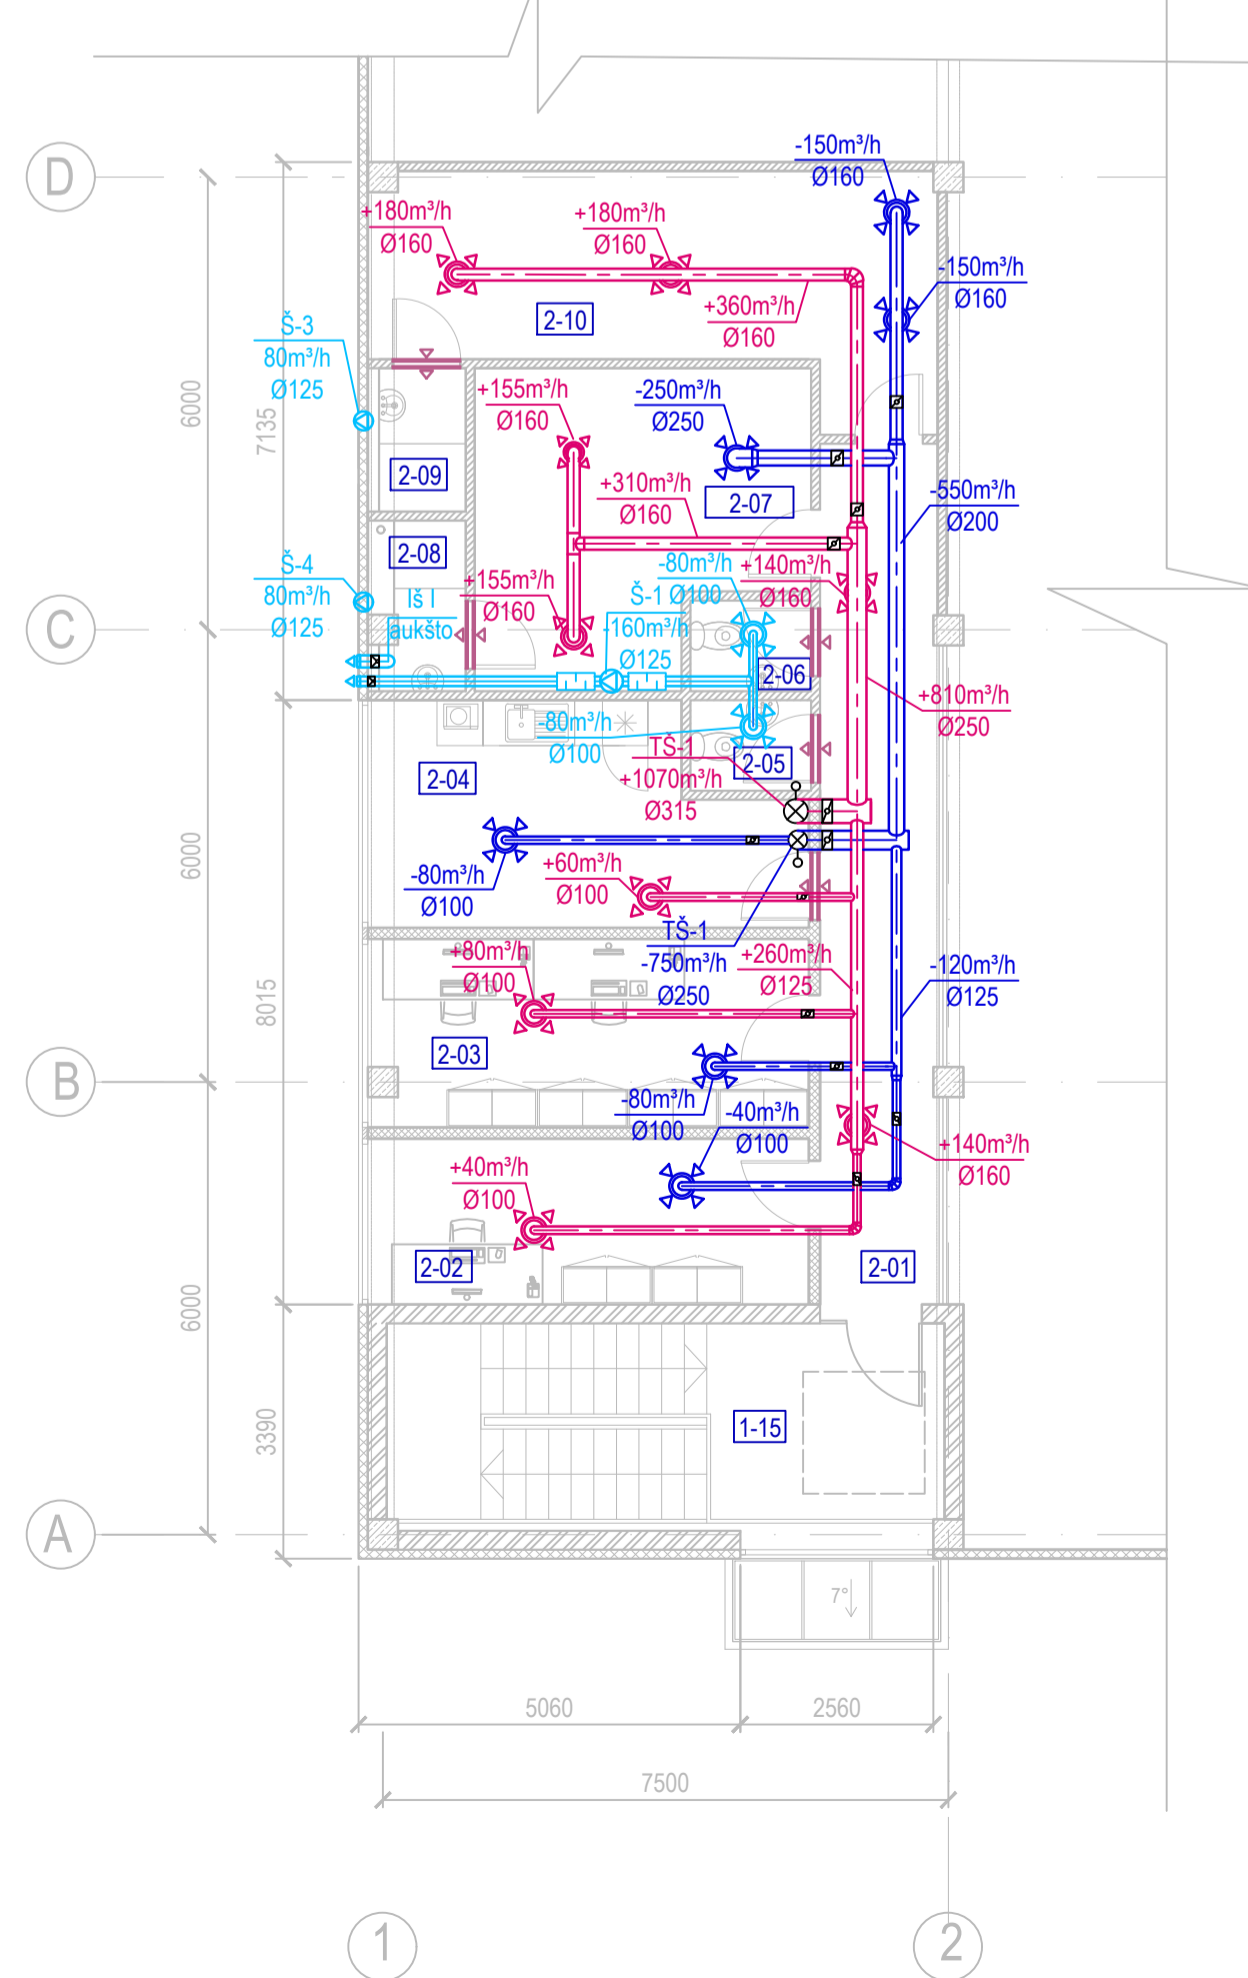 -150m³/h
Ø160
D
+180m³/h
Ø160
+180m³/h
Ø160
-150m³/h
Ø160
+360m³/h
Ø160
2-10
Š-3
80m³/h
Ø125
6000
7135
+155m³/h
Ø160
-250m³/h
Ø250
2-09
+310m³/h
Ø160
2-07
-550m³/h
Ø200
2-08
Š-4
80m³/h
Ø125
Iš I
aukšto
+155m³/h
Ø160
-80m³/h
Ø100
Š-1
-160m³/h
Ø125
+140m³/h
Ø160
C
2-06
+810m³/h
Ø250
-80m³/h
Ø100
TŠ-1
+1070m³/h
Ø315
2-05
2-04
6000
-80m³/h
Ø100
+60m³/h
Ø100
TŠ-1
-750m³/h
Ø250
+80m³/h
Ø100
+260m³/h
Ø125
-120m³/h
Ø125
8015
2-03
B
-80m³/h
Ø100
-40m³/h
Ø100
+140m³/h
Ø160
+40m³/h
Ø100
2-02
2-01
6000
3390
1-15
A
7°
5060
2560
7500
1
2